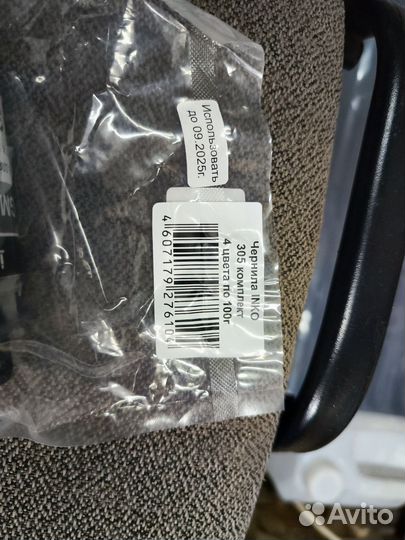 Использовать
до 09.2025г.
Чернила INKO
305 комплект
4 цвета по 100г
4607179276104
Avito